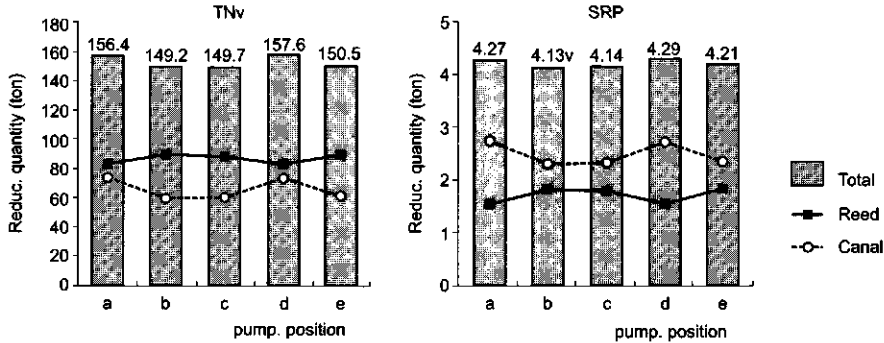 TNv
Reduc. quantity (ton)
180
160
140
120
100
80
60
40
20
0
156.4
149.2
149.7
157.6
150.5
a b c d e
pump. position
SRP
Reduc. quantity (ton)
5
4
3
2
1
0
4.27
4.13v
4.14
4.29
4.21
a b c d e
pump. position
Total
Reed
Canal